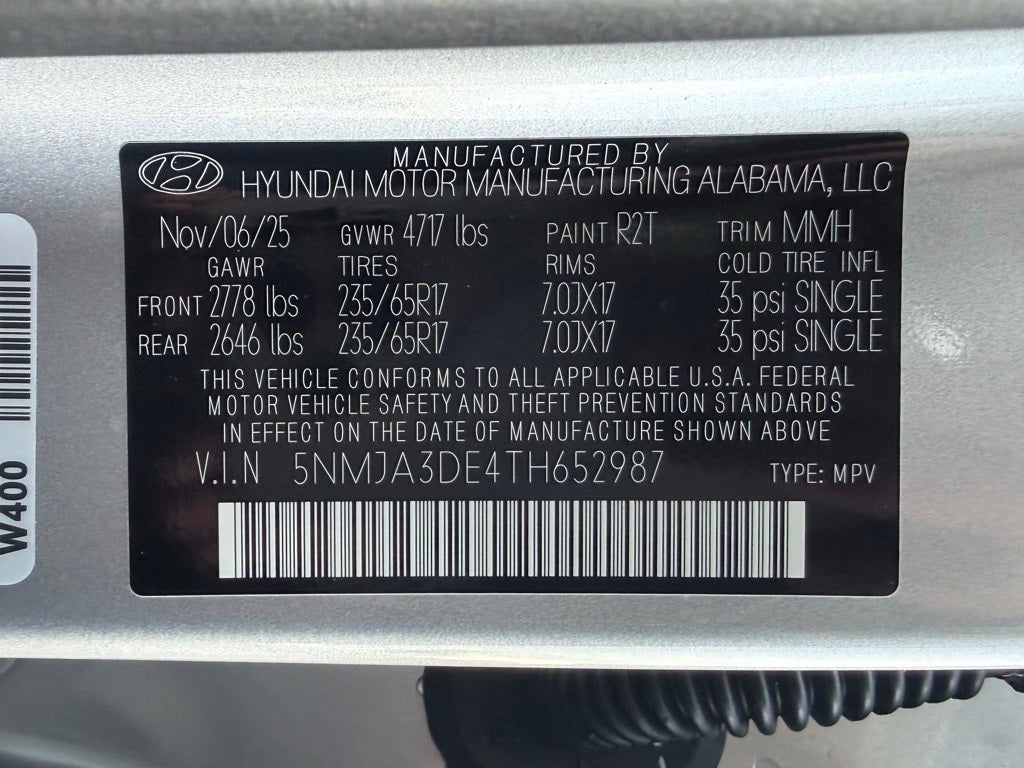 MANUFACTURED BY
HYUNDAI MOTOR MANUFACTURING ALABAMA, LLC
Nov/06/25 GVWR 4717 lbs PAINT R2T TRIM MMH
GAWR TIRES RIMS COLD TIRE INFL
FRONT 2778 lbs 235/65R17 7.0JX17 35 psi SINGLE
REAR 2646 lbs 235/65R17 7.0JX17 35 psi SINGLE
THIS VEHICLE CONFORMS TO ALL APPLICABLE U.S.A. FEDERAL
MOTOR VEHICLE SAFETY AND THEFT PREVENTION STANDARDS
IN EFFECT ON THE DATE OF MANUFACTURE SHOWN ABOVE
V.I.N 5NMJA3DE4TH652987 TYPE: MPV
W400